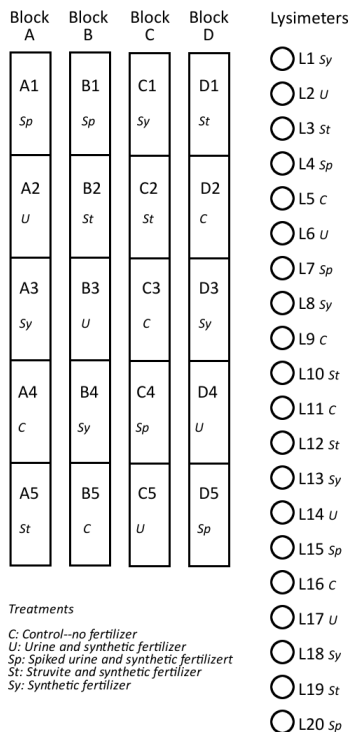 Block Block Block Block
A B C D
A1 B1 C1 D1
Sp Sp Sy St
A2 B2 C2 D2
U St St C
A3 B3 C3 D3
Sy U C Sy
A4 B4 C4 D4
C Sy Sp U
A5 B5 C5 D5
St C U Sp
Treatments
C: Control--no fertilizer
U: Urine and synthetic fertilizer
Sp: Spiked urine and synthetic fertilizert
St: Struvite and synthetic fertilizer
Sy: Synthetic fertilizer
Lysimeters
L1 Sy
L2 U
L3 St
L4 Sp
L5 C
L6 U
L7 Sp
L8 Sy
L9 C
L10 St
L11 C
L12 St
L13 Sy
L14 U
L15 Sp
L16 C
L17 U
L18 Sy
L19 St
L20 Sp